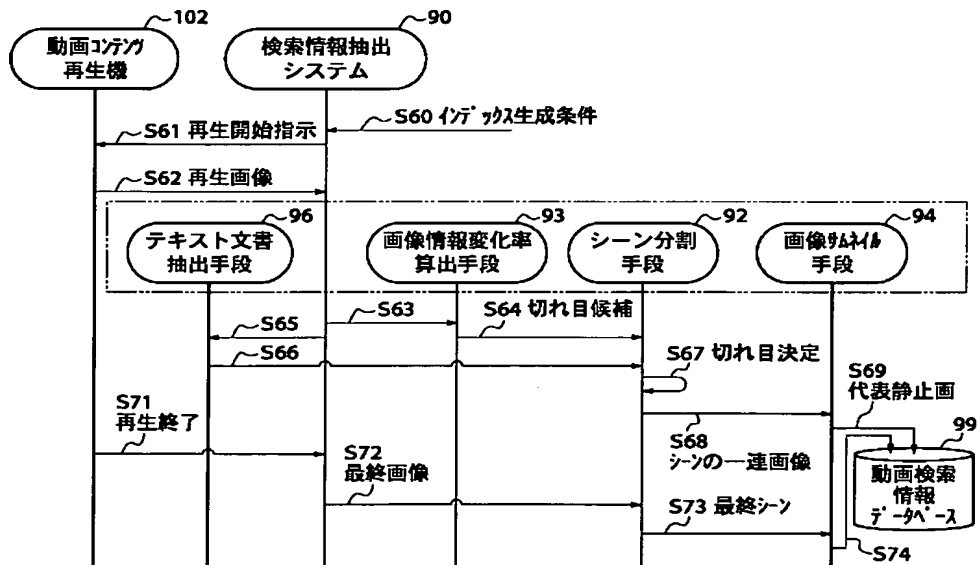 102
動画コンテンツ
再生機
90
検索情報抽出
システム
S60 インデックス生成条件
S61 再生開始指示
S62 再生画像
96
テキスト文書
抽出手段
93
画像情報変化率
算出手段
92
シーン分割
手段
94
画像サムネイル
手段
S63
S64 切れ目候補
S65
S66
S67 切れ目決定
S69
代表静止画
S71
再生終了
S68
シーンの一連画像
99
動画検索
情報
データベース
S72
最終画像
S73 最終シーン
S74